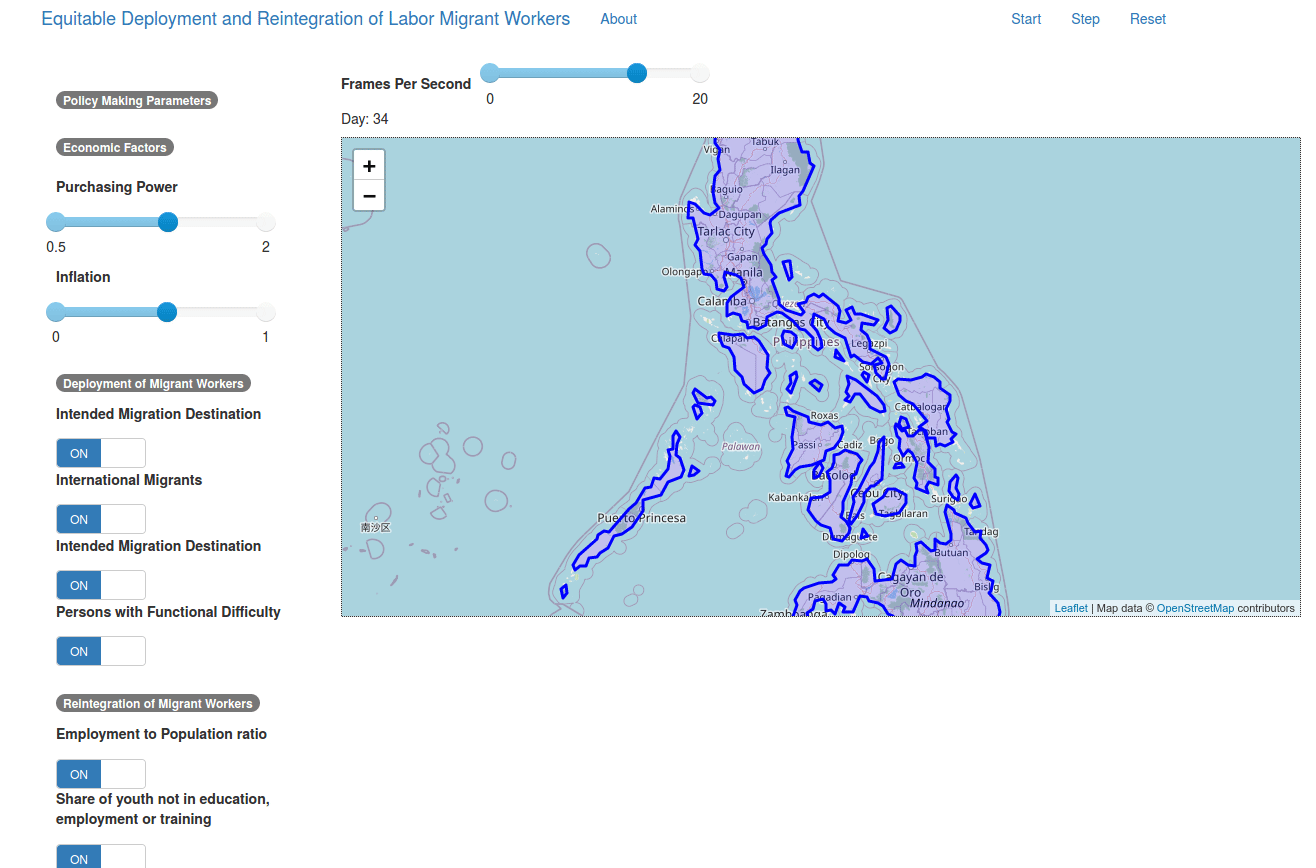 Equitable Deployment and Reintegration of Labor Migrant Workers About Start Step Reset
Policy Making Parameters
Economic Factors
Purchasing Power
0.5 2
Inflation
0 1
Deployment of Migrant Workers
Intended Migration Destination
ON
International Migrants
ON
Intended Migration Destination
ON
Persons with Functional Difficulty
ON
Reintegration of Migrant Workers
Employment to Population ratio
ON
Share of youth not in education,
employment or training
ON
Frames Per Second
0 20
Day: 34
+
−
Vigan
Tabuk
Ilagan
Baguio
Alaminos
Dagupan
Tarlac City
Gapan
Olongapo
Manila
Calamba
Batangas City
Calapan
Philippines
Legazpi
Sorsogon
City
Catbalogan
Roxas
Tacloban
Palawan
Passi
Cadiz
Bogo
Ormoc
Bacolod
Kabankalan
Cebu City
Surigao
Puerto Princesa
Bais
Tagbilaran
南沙区
Dumaguete
Tandag
Dipolog
Butuan
Cagayan de
Oro
Bislig
Pagadian
Mindanao
Zamboanga
Leaflet | Map data © OpenStreetMap contributors